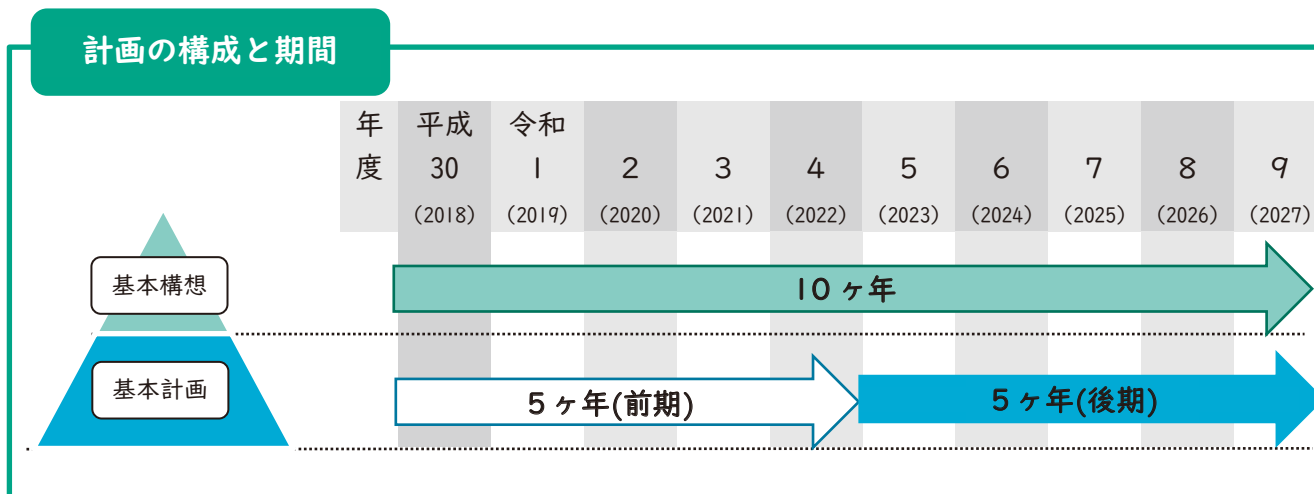 計画の構成と期間
年度 平成30 (2018) 令和1 (2019) 2 (2020) 3 (2021) 4 (2022) 5 (2023) 6 (2024) 7 (2025) 8 (2026) 9 (2027)
基本構想
10ヶ年
基本計画
5ヶ年(前期)
5ヶ年(後期)